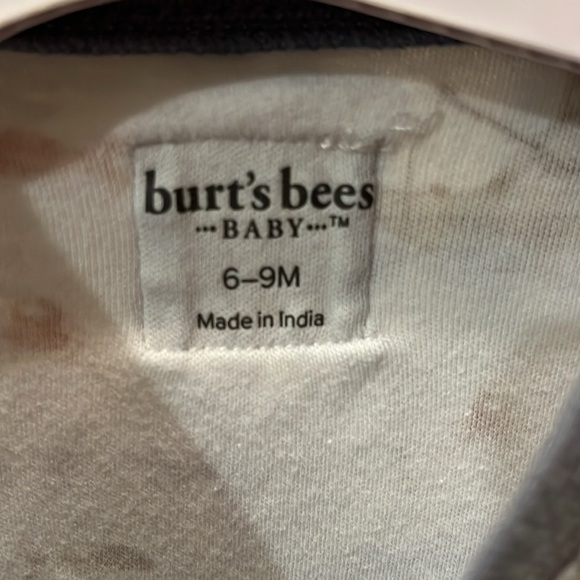 burt's bees
···BABY···™
6–9M
Made in India